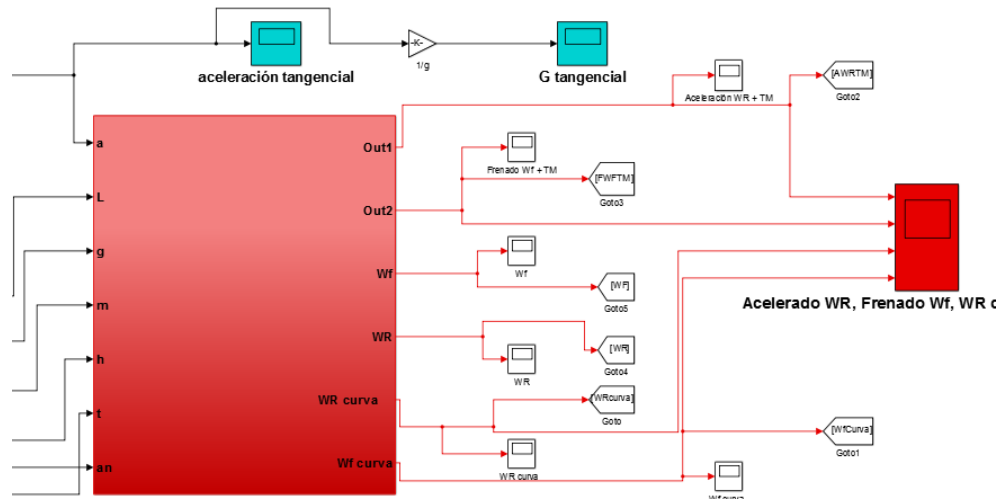 -K-
1/g
aceleración tangencial
G tangencial
Aceleración WR + TM
[AWRTM]
Goto2
a
Out1
Frenado Wf + TM
[FWFTM]
Goto3
L
Out2
g
Wf
Wf
[WF]
Goto5
Acelerado WR, Frenado Wf, WR c
m
WR
[WR]
Goto4
h
WR
WR curva
[WRcurva]
Goto
t
[WfCurva]
Goto1
WR curva
Wf curva
an
Wf curva